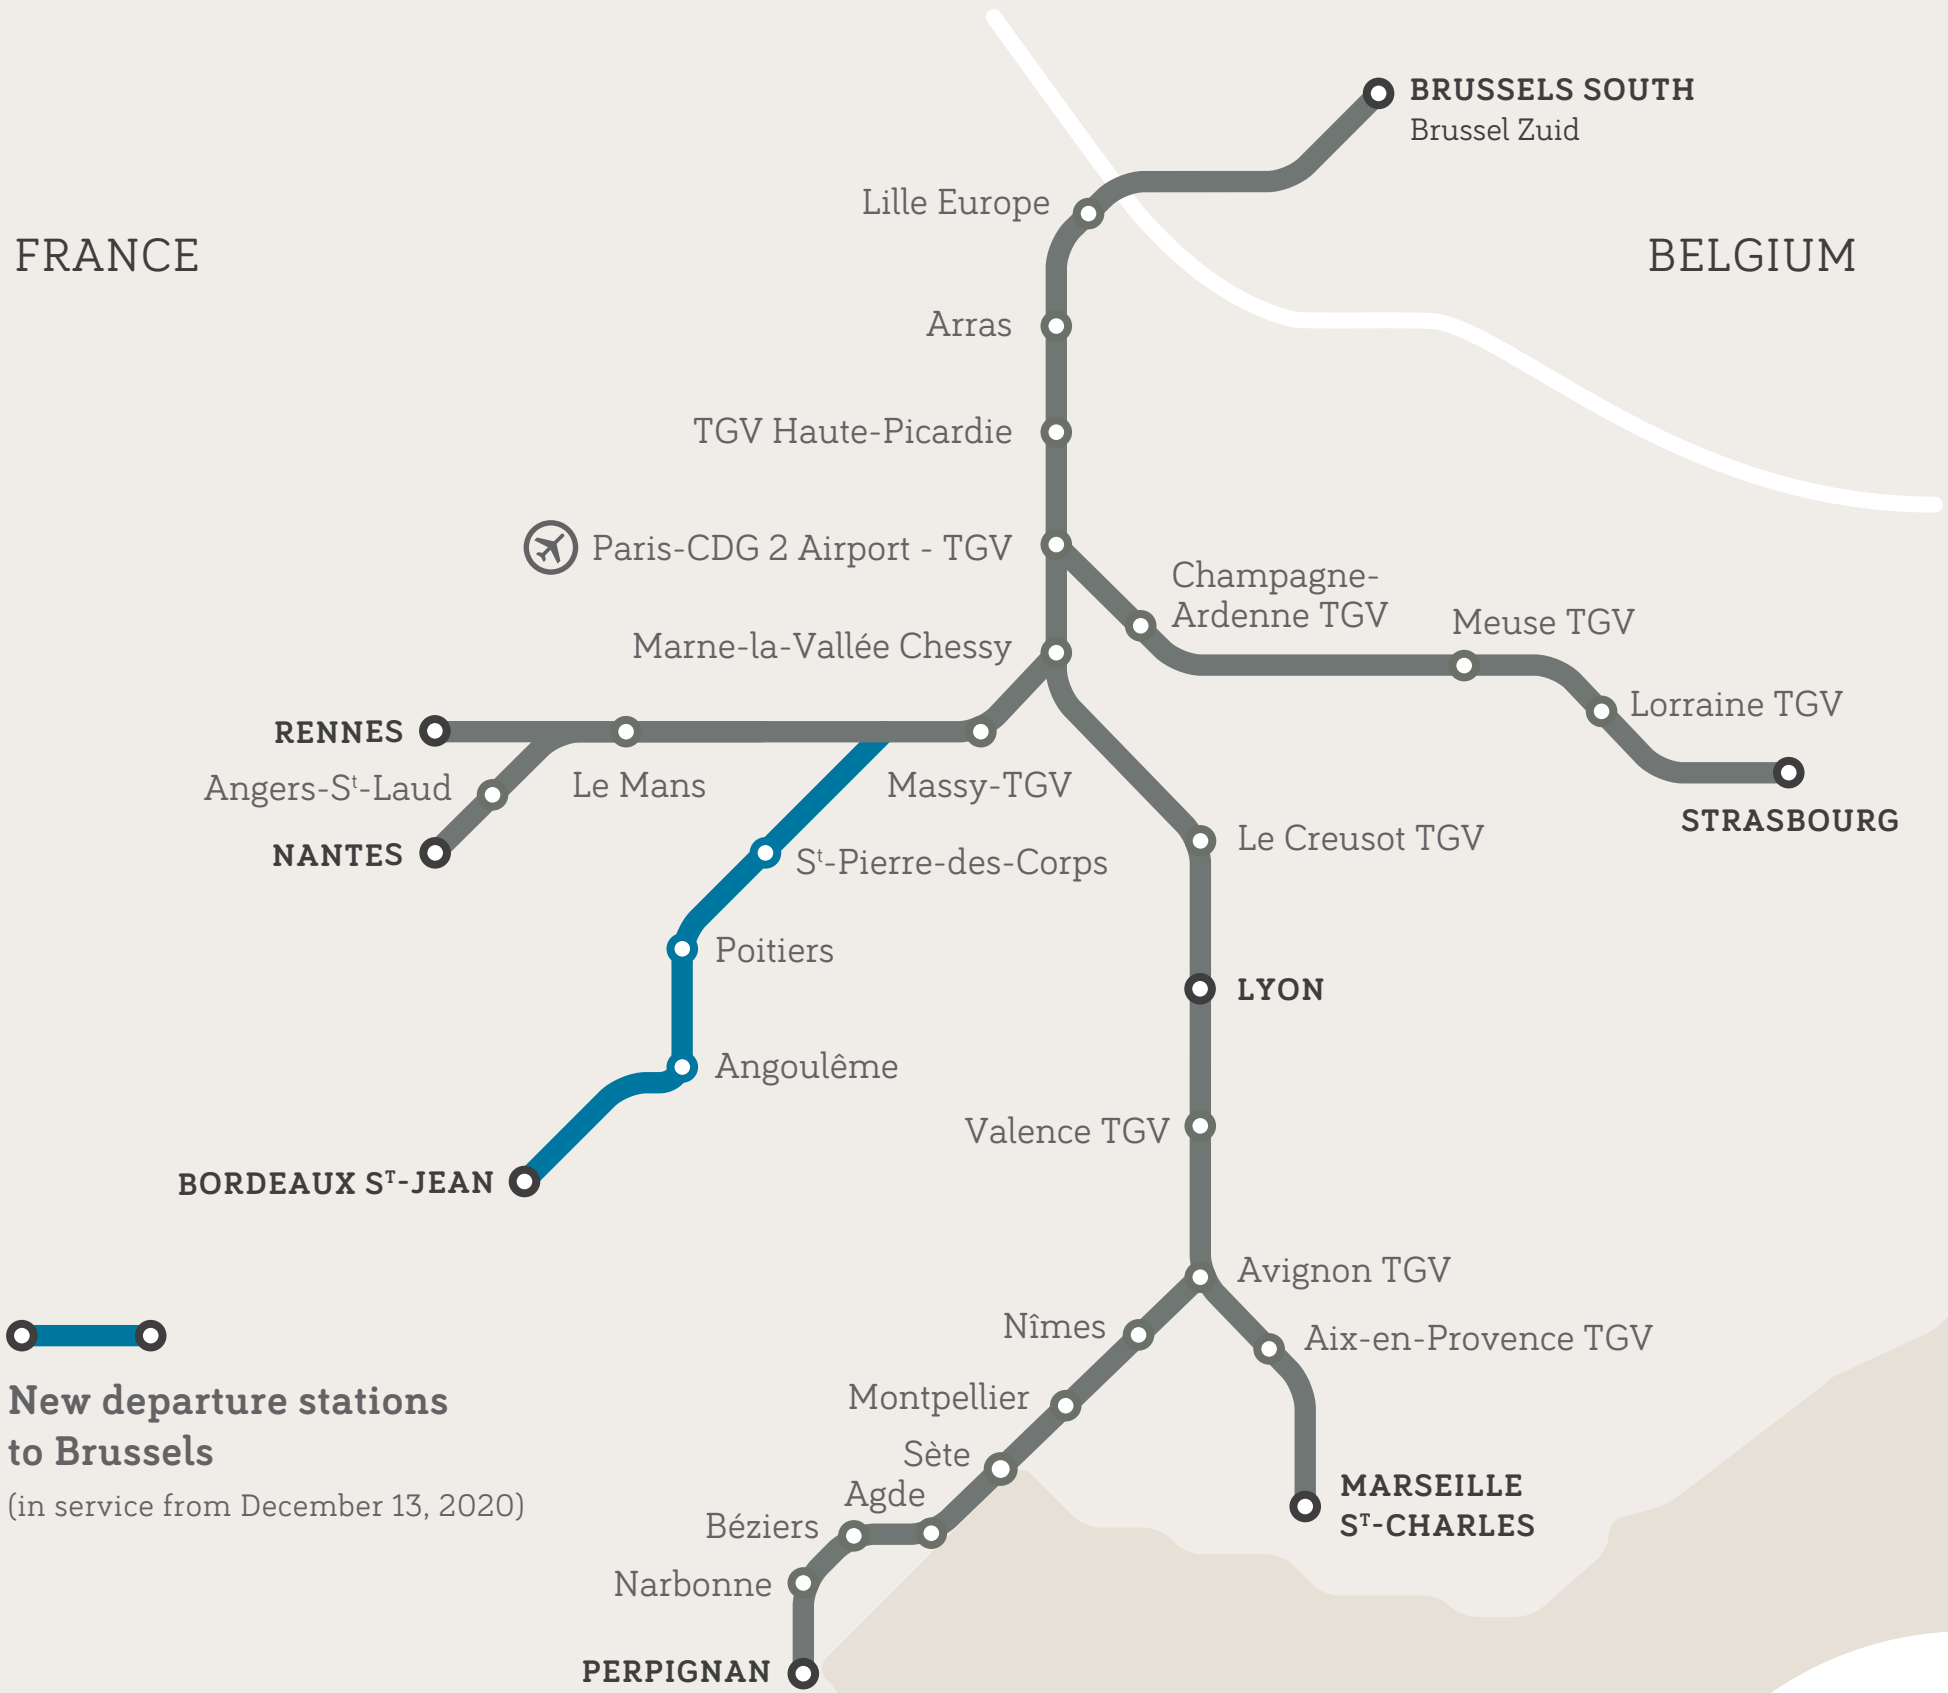 BRUSSELS SOUTH
Brussel Zuid
Lille Europe
FRANCE
BELGIUM
Arras
TGV Haute-Picardie
Paris-CDG 2 Airport - TGV
Champagne-
Ardenne TGV
Meuse TGV
Marne-la-Vallée Chessy
Lorraine TGV
RENNES
Angers-Sᵗ-Laud
Le Mans
Massy-TGV
STRASBOURG
Le Creusot TGV
NANTES
Sᵗ-Pierre-des-Corps
Poitiers
LYON
Angoulême
Valence TGV
BORDEAUX Sᵀ-JEAN
Avignon TGV
Nîmes
Aix-en-Provence TGV
Montpellier
New departure stations
to Brussels
(in service from December 13, 2020)
Sète
Agde
MARSEILLE
Sᵀ-CHARLES
Béziers
Narbonne
PERPIGNAN